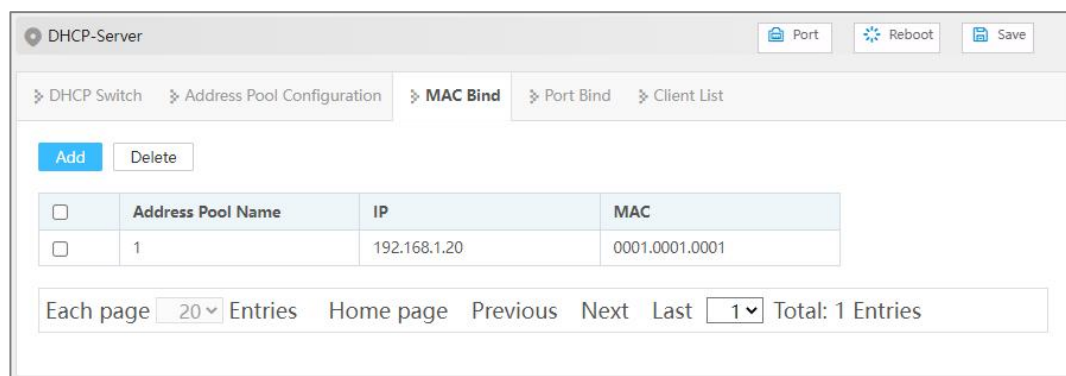 DHCP-Server Port Reboot Save
DHCP Switch Address Pool Configuration MAC Bind Port Bind Client List
Add Delete
Address Pool Name IP MAC
1 192.168.1.20 0001.0001.0001
Each page 20 Entries Home page Previous Next Last 1 Total: 1 Entries